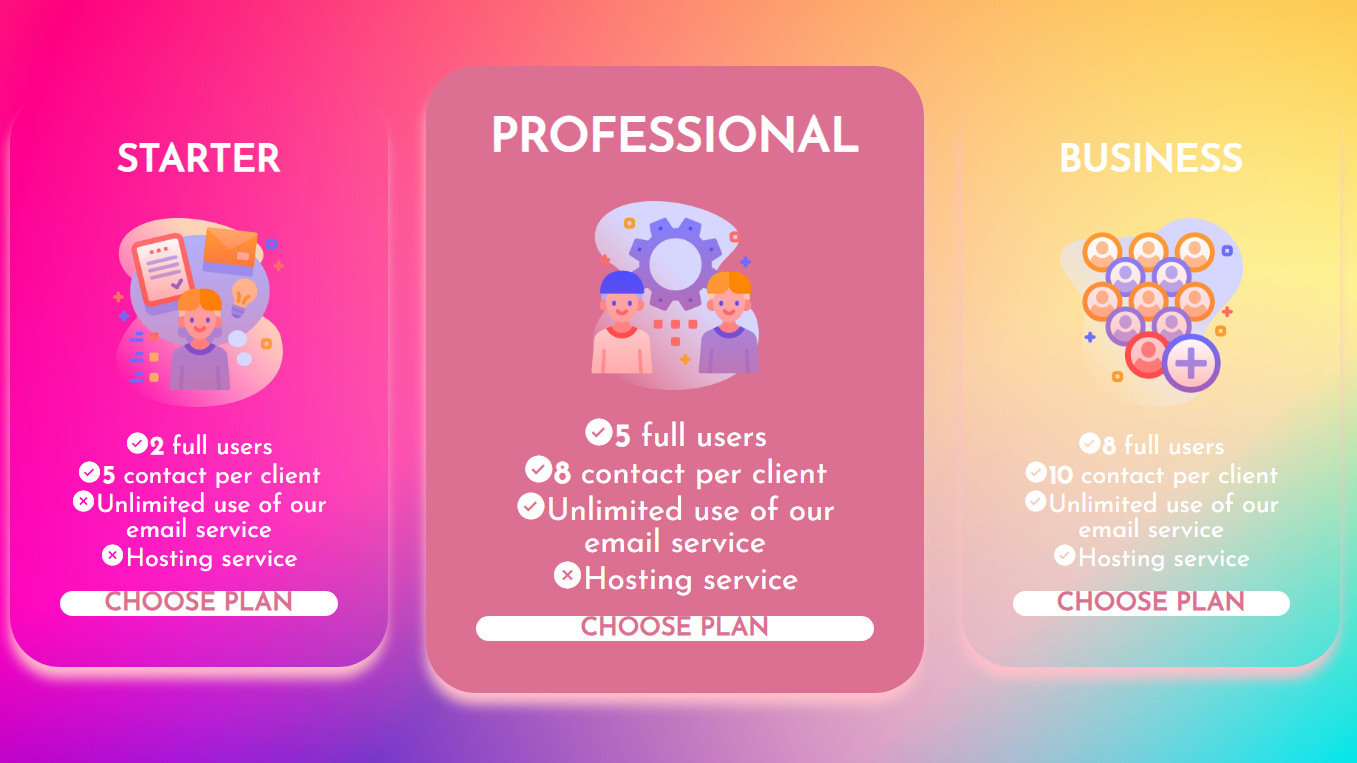 STARTER
2 full users
5 contact per client
Unlimited use of our
email service
Hosting service
CHOOSE PLAN
PROFESSIONAL
5 full users
8 contact per client
Unlimited use of our
email service
Hosting service
CHOOSE PLAN
BUSINESS
8 full users
10 contact per client
Unlimited use of our
email service
Hosting service
CHOOSE PLAN